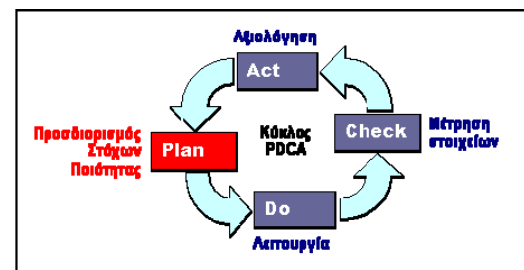 Αξιολόγηση
Act
Προσδιορισμός
Στόχων
Ποιότητας
Plan
Κύκλος
PDCA
Check
Μέτρηση
στοιχείων
Do
Λειτουργία